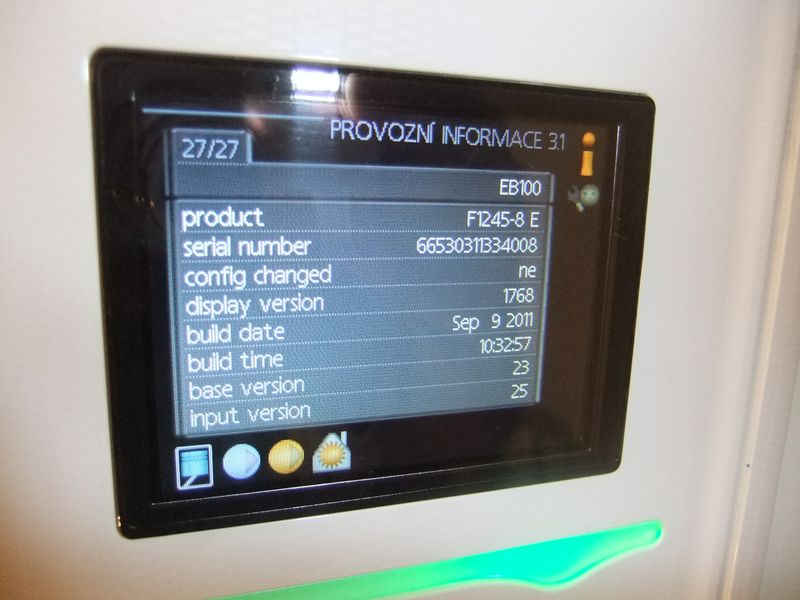 PROVOZNÍ INFORMACE 3.1
27/27
EB100
product F1245-8 E
serial number 66530311334008
config changed ne
display version 1768
build date Sep 9 2011
build time 10:32:57
base version 23
input version 25